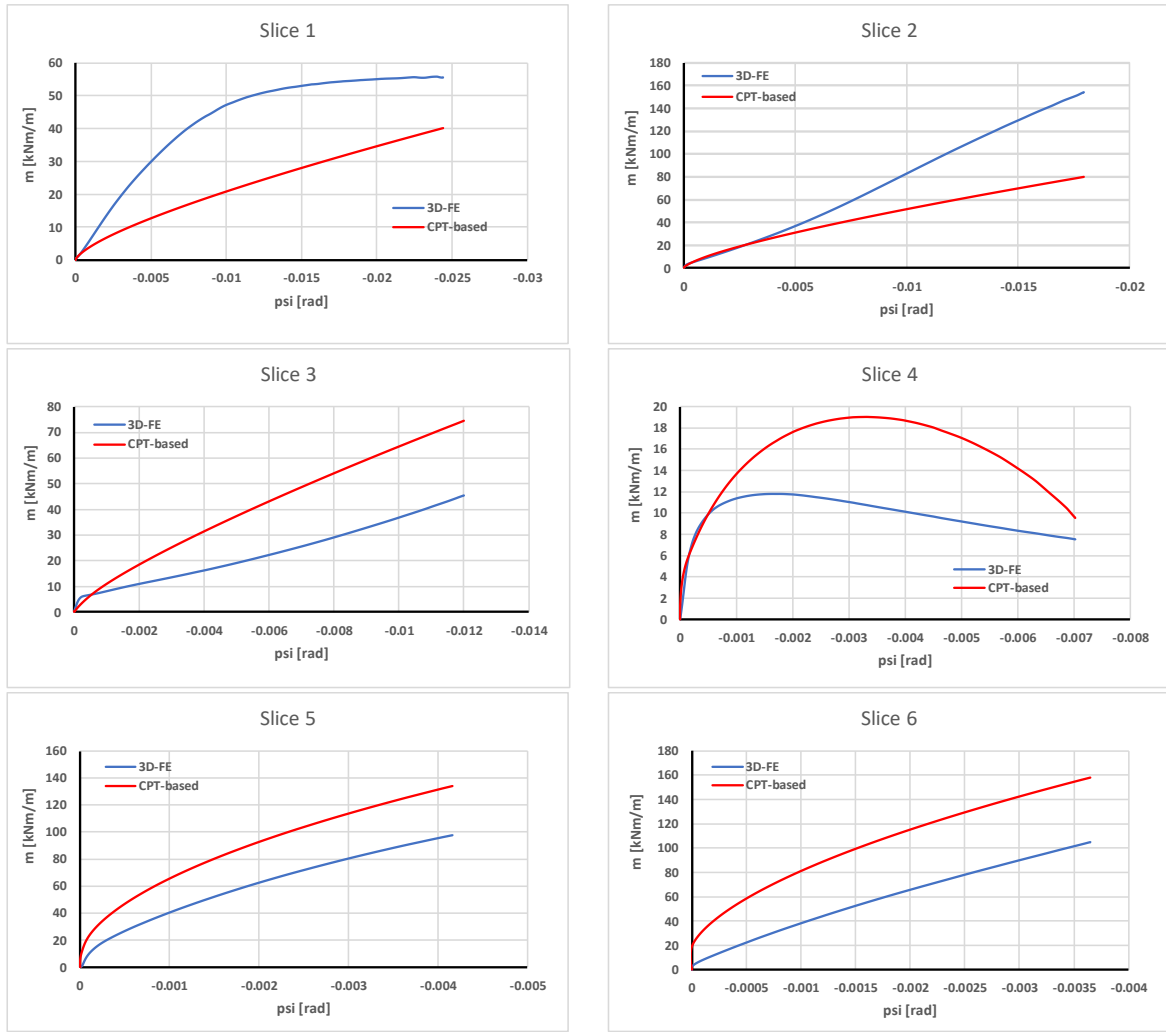 Slice 1
60
50
40
30
20
10
0
m [kNm/m]
3D-FE
CPT-based
0 -0.005 -0.01 -0.015 -0.02 -0.025 -0.03
psi [rad]
Slice 2
180
160
140
120
100
80
60
40
20
0
m [kNm/m]
3D-FE
CPT-based
0 -0.005 -0.01 -0.015 -0.02
psi [rad]
Slice 3
80
70
60
50
40
30
20
10
0
m [kNm/m]
3D-FE
CPT-based
0 -0.002 -0.004 -0.006 -0.008 -0.01 -0.012 -0.014
psi [rad]
Slice 4
20
18
16
14
12
10
8
6
4
2
0
m [kNm/m]
3D-FE
CPT-based
0 -0.001 -0.002 -0.003 -0.004 -0.005 -0.006 -0.007 -0.008
psi [rad]
Slice 5
160
140
120
100
80
60
40
20
0
m [kNm/m]
3D-FE
CPT-based
0 -0.001 -0.002 -0.003 -0.004 -0.005
psi [rad]
Slice 6
180
160
140
120
100
80
60
40
20
0
m [kNm/m]
3D-FE
CPT-based
0 -0.0005 -0.001 -0.0015 -0.002 -0.0025 -0.003 -0.0035 -0.004
psi [rad]